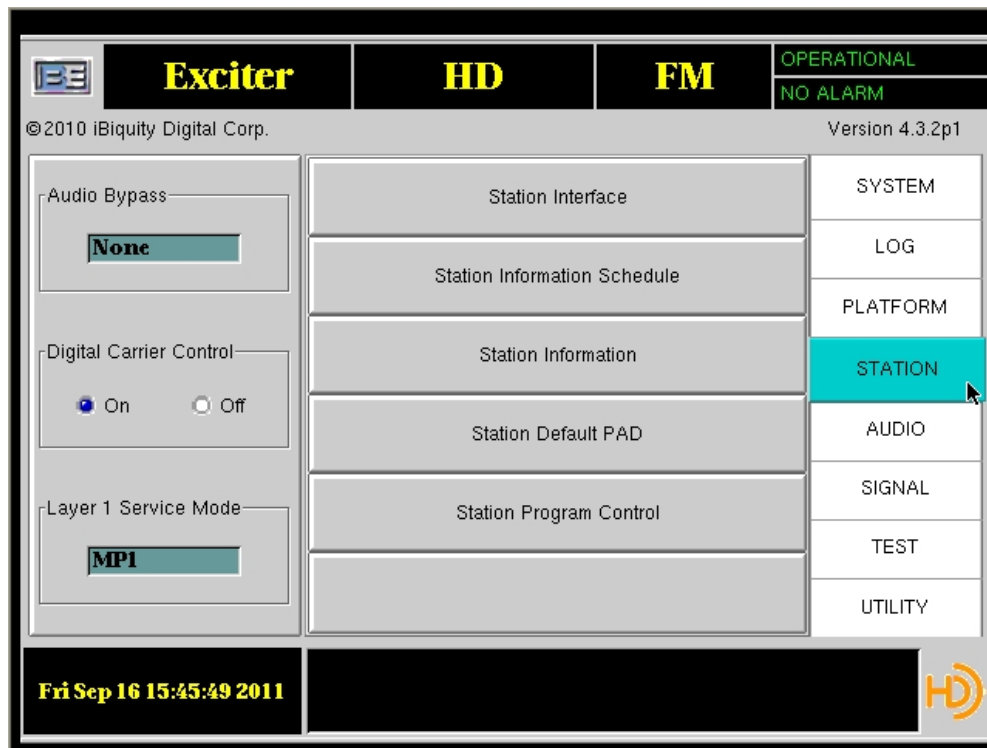 Exciter
HD
FM
OPERATIONAL
NO ALARM
©2010 iBiquity Digital Corp.
Version 4.3.2p1
Audio Bypass
None
Digital Carrier Control
On
Off
Layer 1 Service Mode
MP1
Station Interface
Station Information Schedule
Station Information
Station Default PAD
Station Program Control
SYSTEM
LOG
PLATFORM
STATION
AUDIO
SIGNAL
TEST
UTILITY
Fri Sep 16 15:45:49 2011
HD